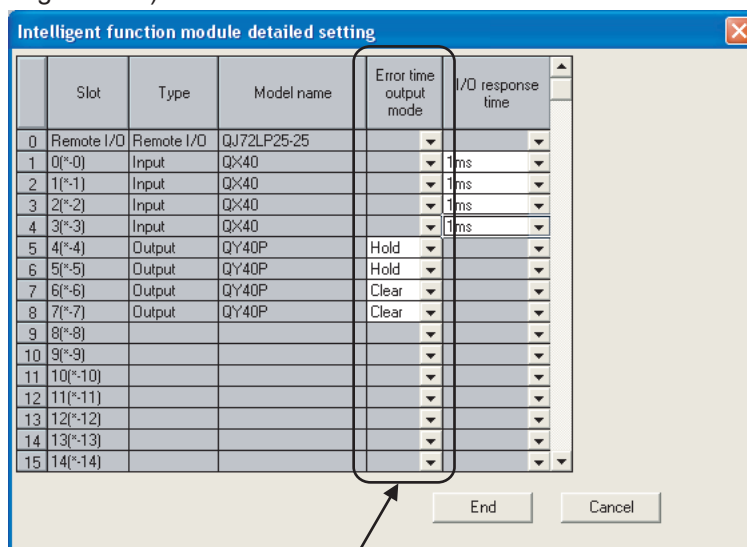 Intelligent function module detailed setting
Slot Type Model name Error time output mode I/O response time
0 Remote I/O Remote I/O QJ72LP25-25
1 0(*-0) Input QX40 1ms
2 1(*-1) Input QX40 1ms
3 2(*-2) Input QX40 1ms
4 3(*-3) Input QX40 1ms
5 4(*-4) Output QY40P Hold
6 5(*-5) Output QY40P Hold
7 6(*-6) Output QY40P Clear
8 7(*-7) Output QY40P Clear
9 8(*-8)
10 9(*-9)
11 10(*-10)
12 11(*-11)
13 12(*-12)
14 13(*-13)
15 14(*-14)
End Cancel